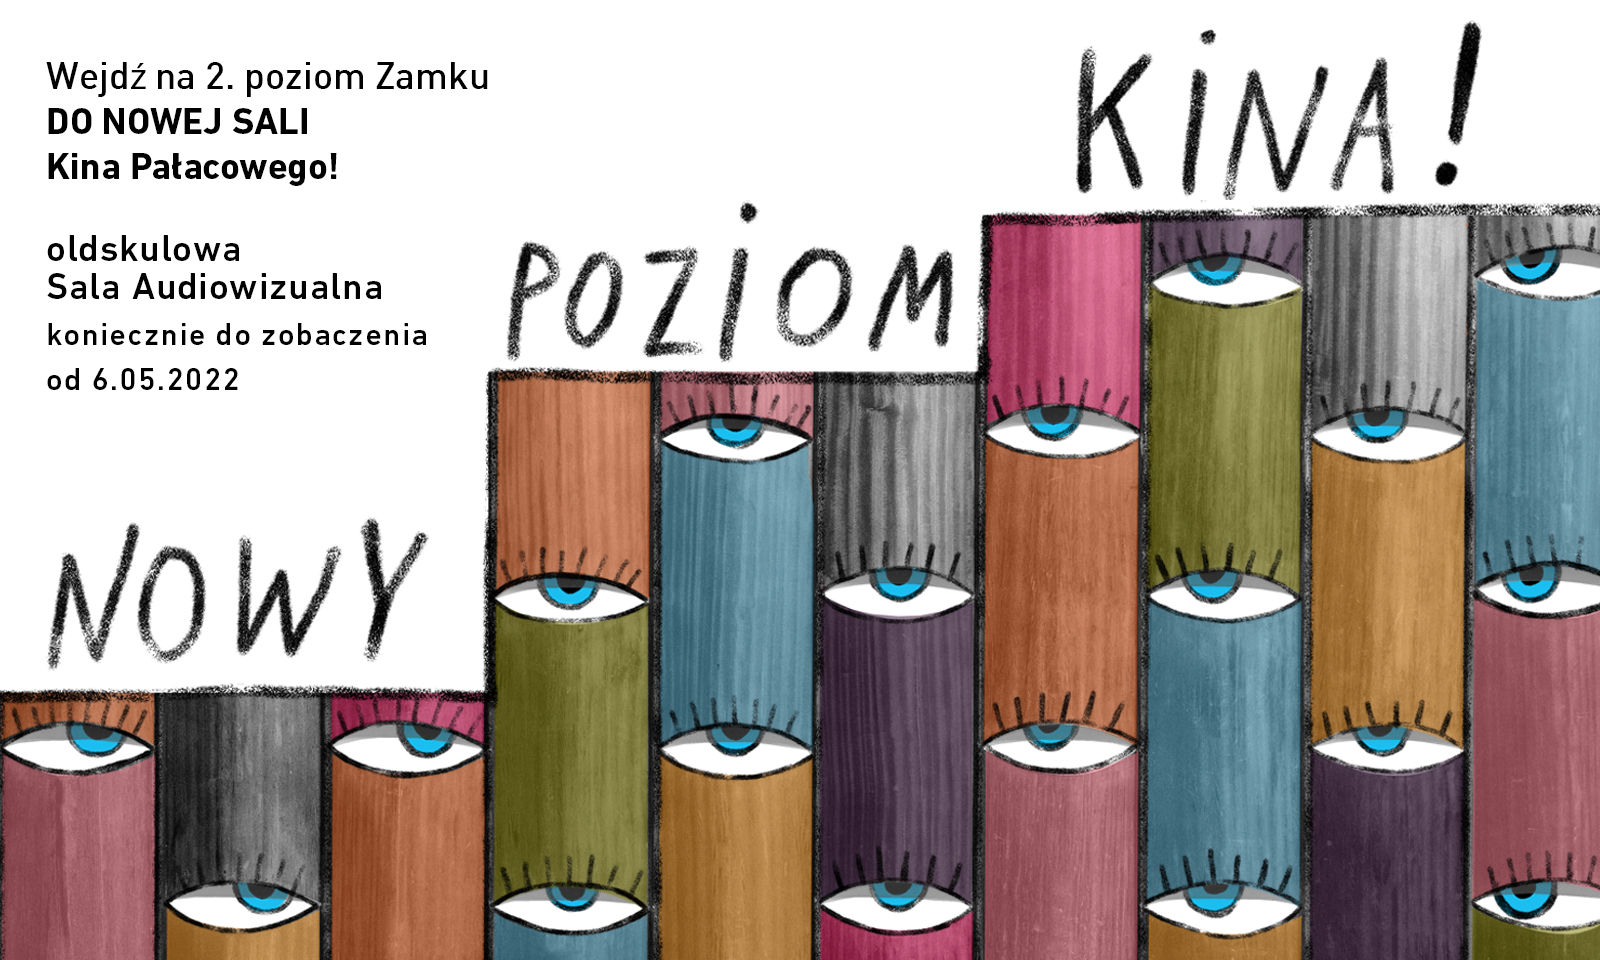 Wejdź na 2. poziom Zamku
DO NOWEJ SALI
Kina Pałacowego!
oldskulowa
Sala Audiowizualna
koniecznie do zobaczenia
od 6.05.2022
NOWY
POZiOM
KiNA!